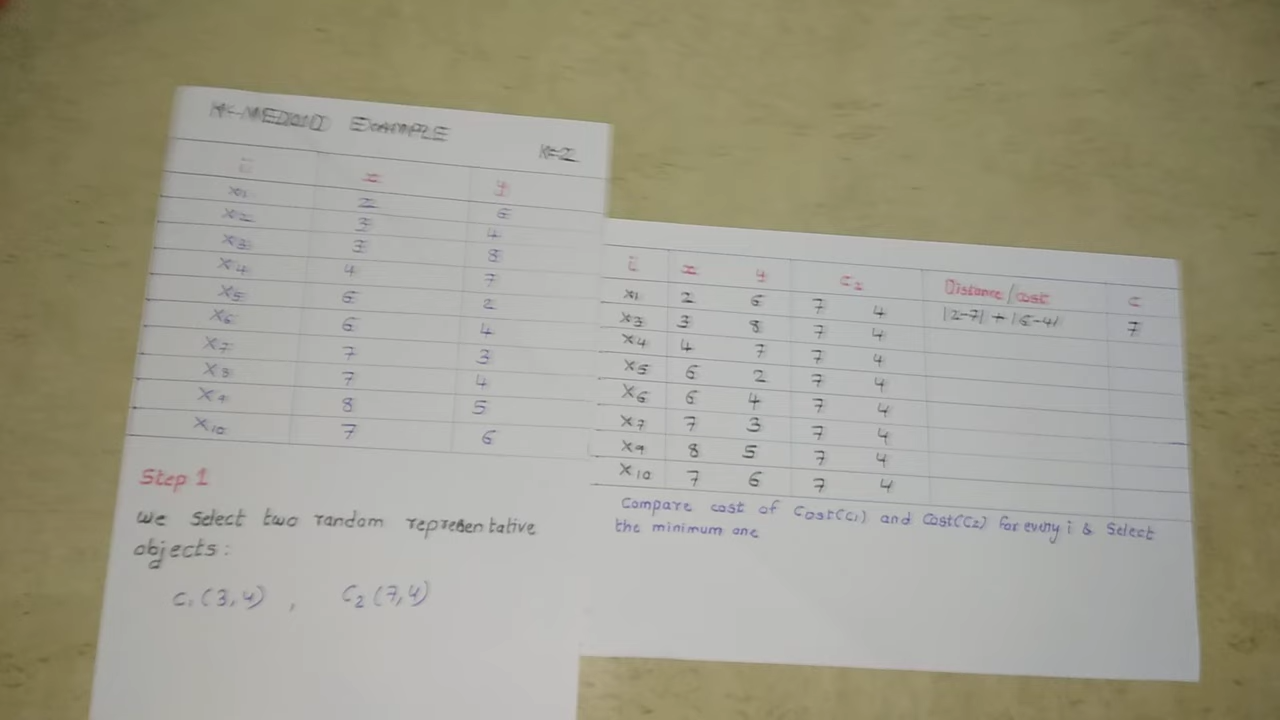 K-MEDOID EXAMPLE
K=2
i x y
x1 2 6
x2 3 4
x3 3 8
x4 4 7
x5 6 2
x6 6 4
x7 7 3
x8 7 4
x9 8 5
x10 7 6
Step 1
We select two random representative
objects:
C1(3,4) , C2(7,4)
i x y C2 Distance/cost C
x1 2 6 7 4 |2-7| + |6-4| 7
x3 3 8 7 4
x4 4 7 7 4
x5 6 2 7 4
x6 6 4 7 4
x7 7 3 7 4
x9 8 5 7 4
x10 7 6 7 4
Compare cost of Cost(C1) and Cost(C2) for every i & Select
the minimum one